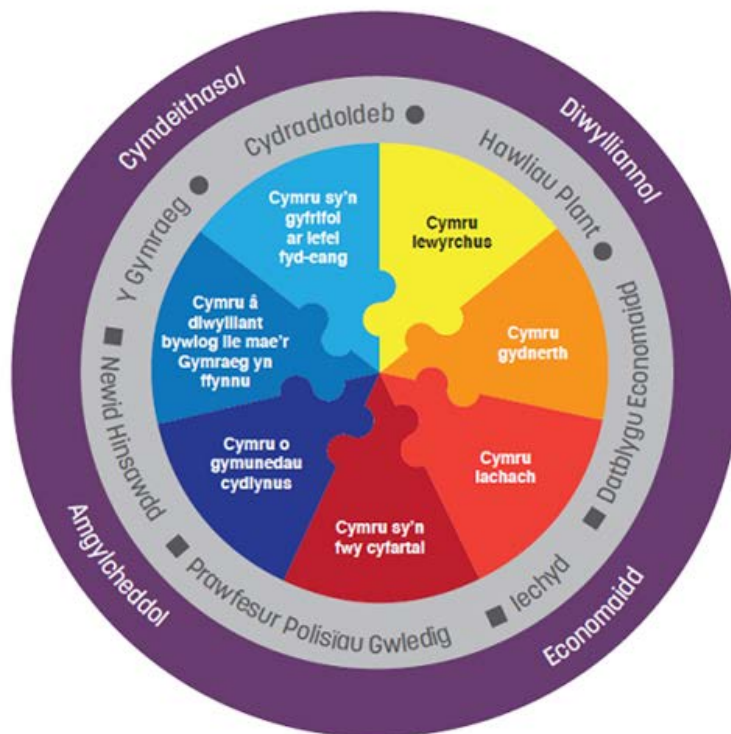 Cymdeithasol
Diwylliannol
Economaidd
Amgylcheddol
Cydraddoldeb
Hawliau Plant
Datblygu Economaidd
Iechyd
Prawfesur Polisïau Gwledig
Newid Hinsawdd
Y Gymraeg
Cymru lewyrchus
Cymru
gydnerth
Cymru
iachach
Cymru sy'n
fwy cyfartal
Cymru o
gymunedau
cydlynus
Cymru â
diwylliant
bywiog lle mae'r
Gymraeg yn
ffynnu
Cymru sy'n
gyfrifol
ar lefel
fyd-eang